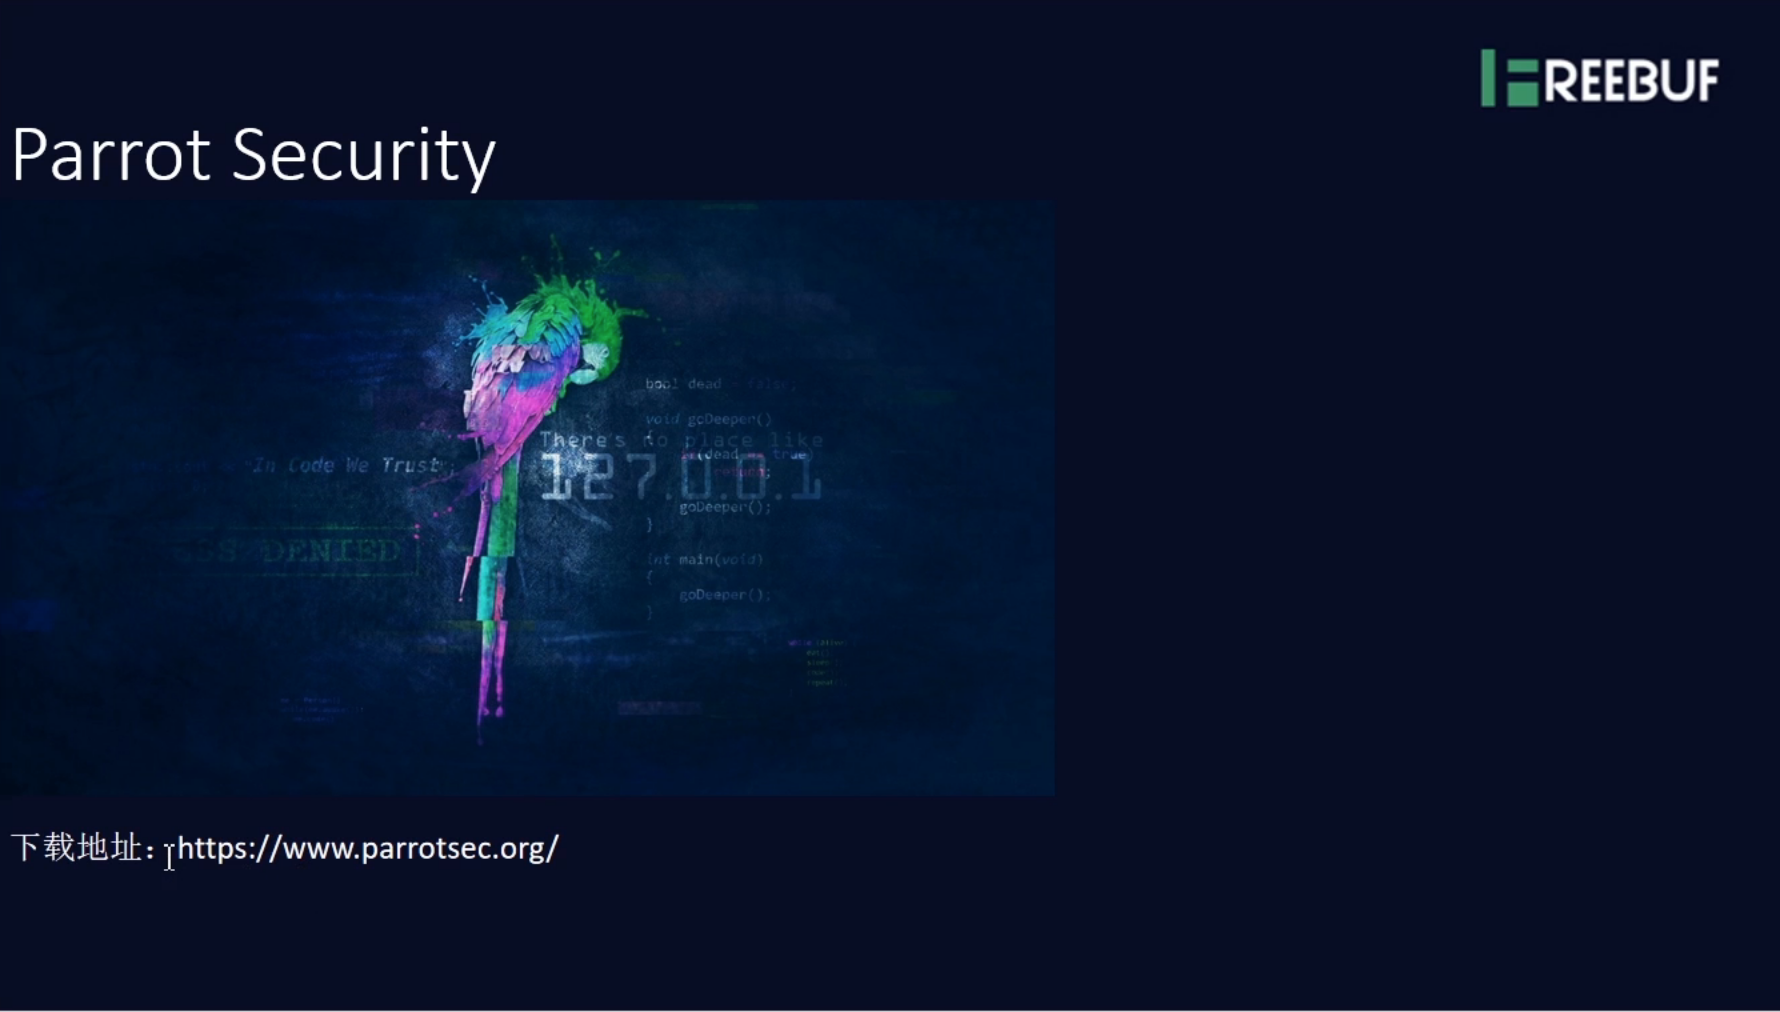 FREEBUF
Parrot Security
bool dead = false;
void goDeeper()
{
There's no place like
if(dead == true)
"In Code We Trust";
127.0.0.1
return;
goDeeper();
}
DENIED
int main(void)
{
goDeeper();
}
下载地址：https://www.parrotsec.org/